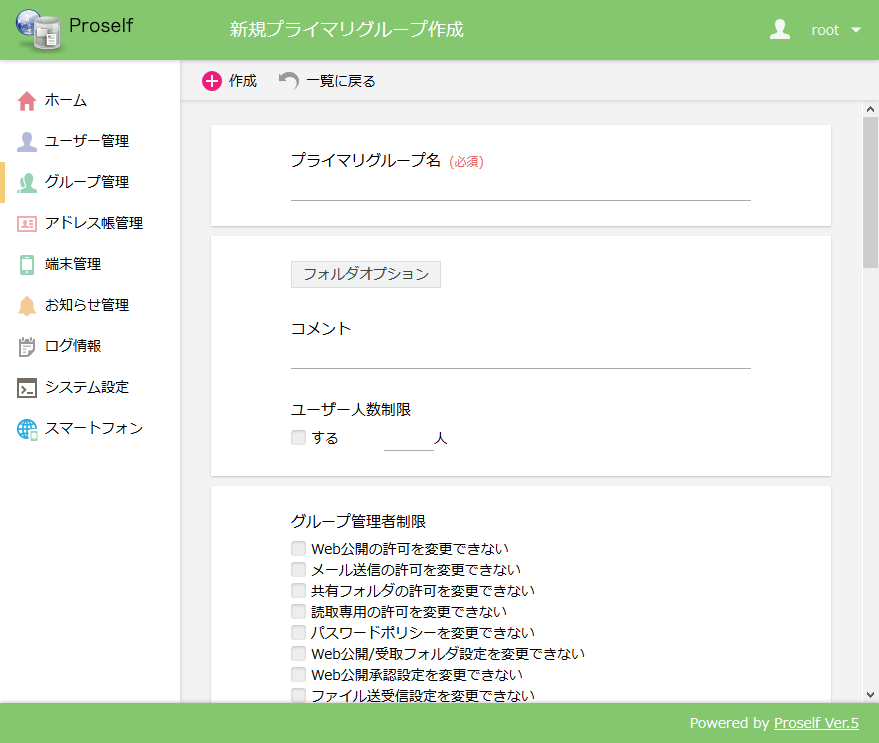 Proself
新規プライマリグループ作成
root
作成
一覧に戻る
ホーム
ユーザー管理
グループ管理
アドレス帳管理
端末管理
お知らせ管理
ログ情報
システム設定
スマートフォン
プライマリグループ名 (必須)
フォルダオプション
コメント
ユーザー人数制限
する 人
グループ管理者制限
Web公開の許可を変更できない
メール送信の許可を変更できない
共有フォルダの許可を変更できない
読取専用の許可を変更できない
パスワードポリシーを変更できない
Web公開/受取フォルダ設定を変更できない
Web公開承認設定を変更できない
ファイル送受信設定を変更できない
Powered by Proself Ver.5